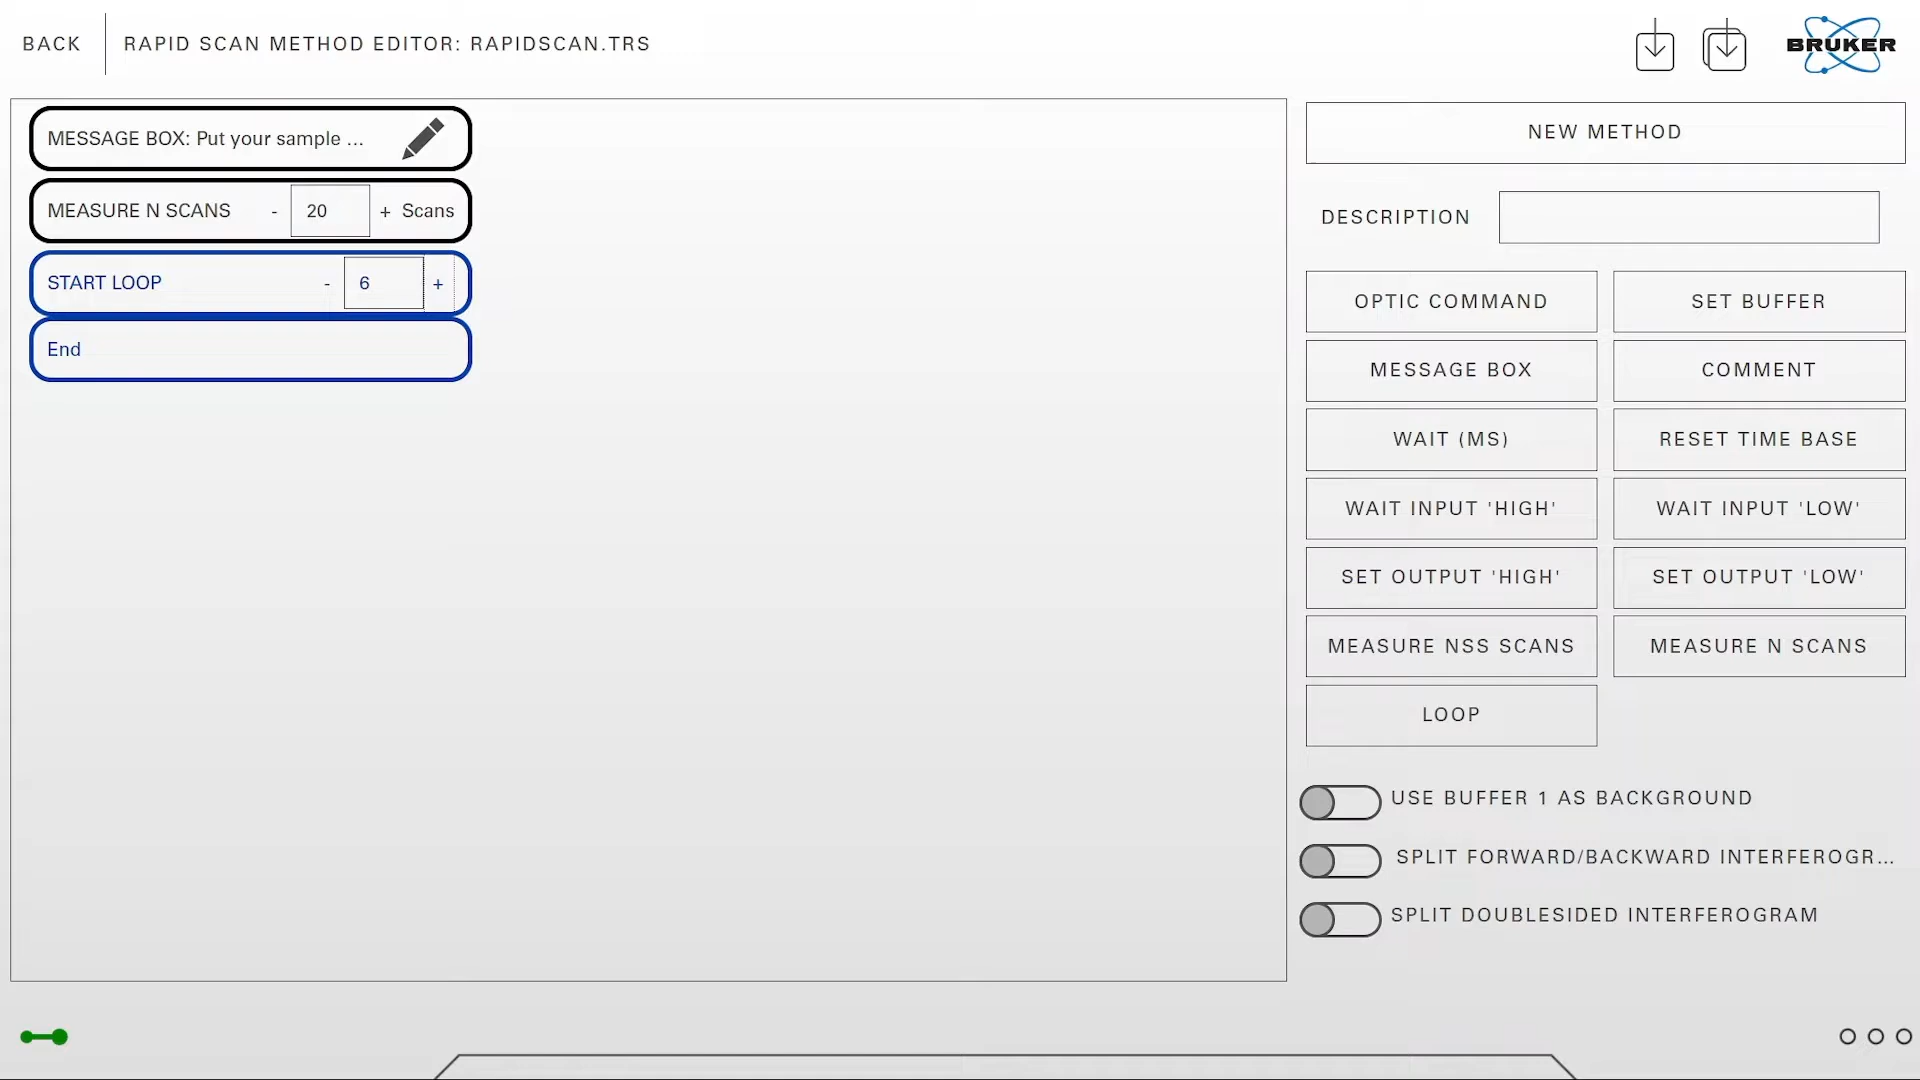 BACK
RAPID SCAN METHOD EDITOR: RAPIDSCAN.TRS
BRUKER
MESSAGE BOX: Put your sample ...
MEASURE N SCANS - 20 + Scans
START LOOP - 6 +
End
NEW METHOD
DESCRIPTION
OPTIC COMMAND
SET BUFFER
MESSAGE BOX
COMMENT
WAIT (MS)
RESET TIME BASE
WAIT INPUT 'HIGH'
WAIT INPUT 'LOW'
SET OUTPUT 'HIGH'
SET OUTPUT 'LOW'
MEASURE NSS SCANS
MEASURE N SCANS
LOOP
USE BUFFER 1 AS BACKGROUND
SPLIT FORWARD/BACKWARD INTERFEROGR...
SPLIT DOUBLESIDED INTERFEROGRAM